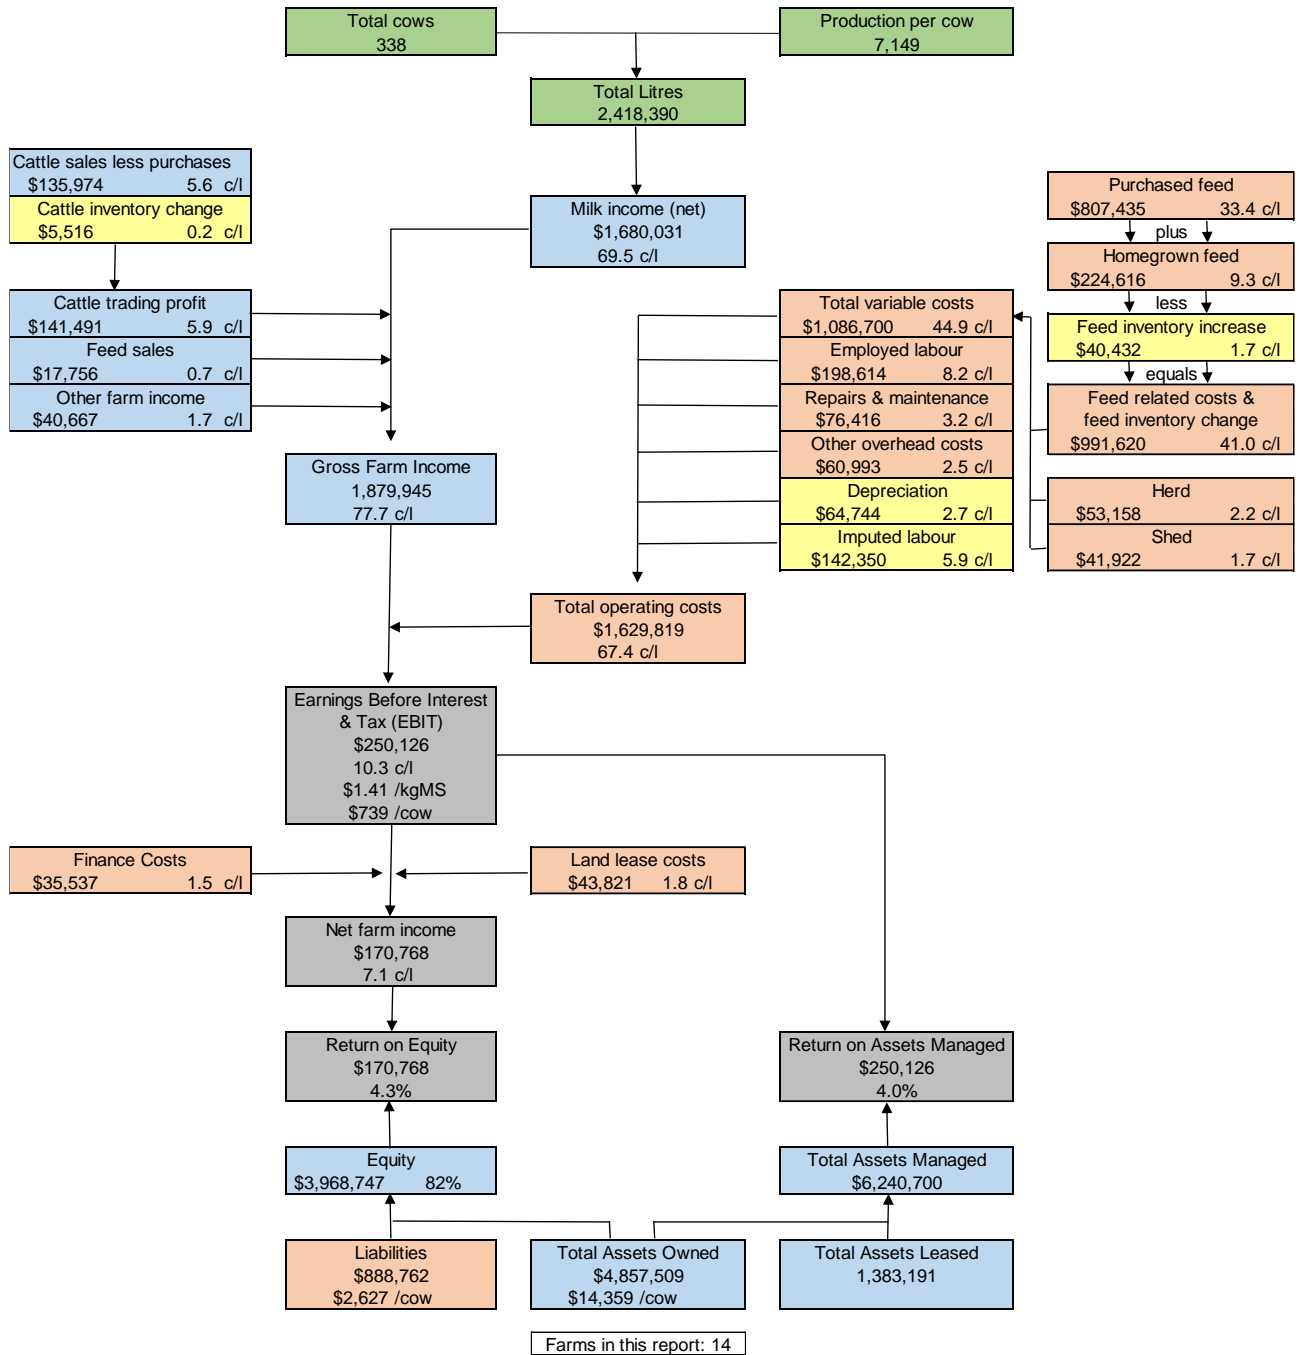 Total cows
338
Production per cow
7,149
Total Litres
2,418,390
Cattle sales less purchases
$135,974 5.6 c/l
Cattle inventory change
$5,516 0.2 c/l
Milk income (net)
$1,680,031
69.5 c/l
Purchased feed
$807,435 33.4 c/l
plus
Homegrown feed
$224,616 9.3 c/l
less
Feed inventory increase
$40,432 1.7 c/l
equals
Feed related costs &
feed inventory change
$991,620 41.0 c/l
Cattle trading profit
$141,491 5.9 c/l
Feed sales
$17,756 0.7 c/l
Other farm income
$40,667 1.7 c/l
Total variable costs
$1,086,700 44.9 c/l
Employed labour
$198,614 8.2 c/l
Repairs & maintenance
$76,416 3.2 c/l
Other overhead costs
$60,993 2.5 c/l
Depreciation
$64,744 2.7 c/l
Imputed labour
$142,350 5.9 c/l
Herd
$53,158 2.2 c/l
Shed
$41,922 1.7 c/l
Gross Farm Income
1,879,945
77.7 c/l
Total operating costs
$1,629,819
67.4 c/l
Earnings Before Interest
& Tax (EBIT)
$250,126
10.3 c/l
$1.41 /kgMS
$739 /cow
Finance Costs
$35,537 1.5 c/l
Land lease costs
$43,821 1.8 c/l
Net farm income
$170,768
7.1 c/l
Return on Equity
$170,768
4.3%
Return on Assets Managed
$250,126
4.0%
Equity
$3,968,747 82%
Total Assets Managed
$6,240,700
Liabilities
$888,762
$2,627 /cow
Total Assets Owned
$4,857,509
$14,359 /cow
Total Assets Leased
1,383,191
Farms in this report: 14